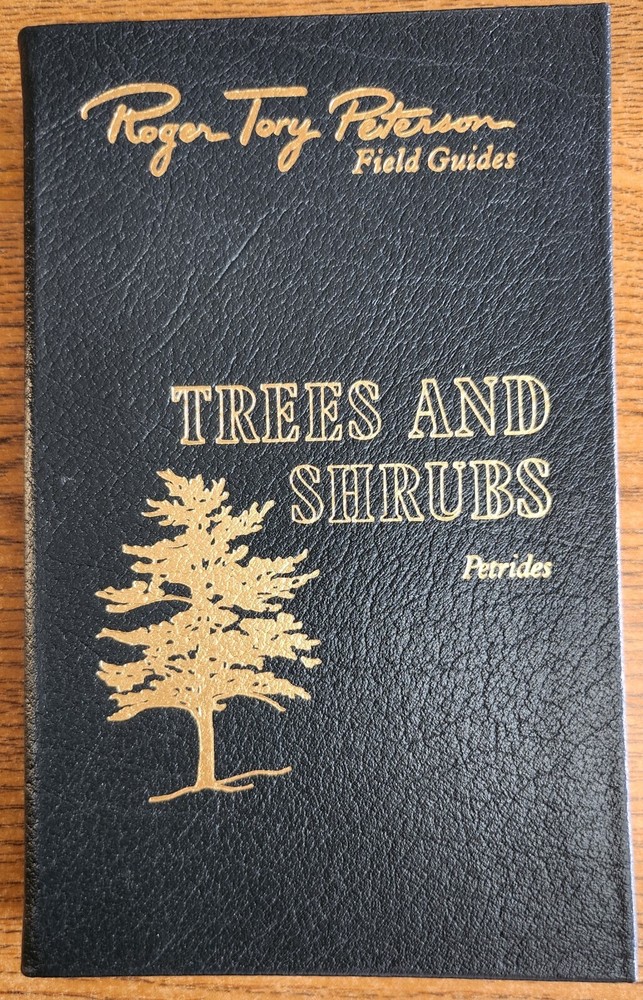 Roger Tory Peterson
Field Guides
TREES AND
SHRUBS
Petrides